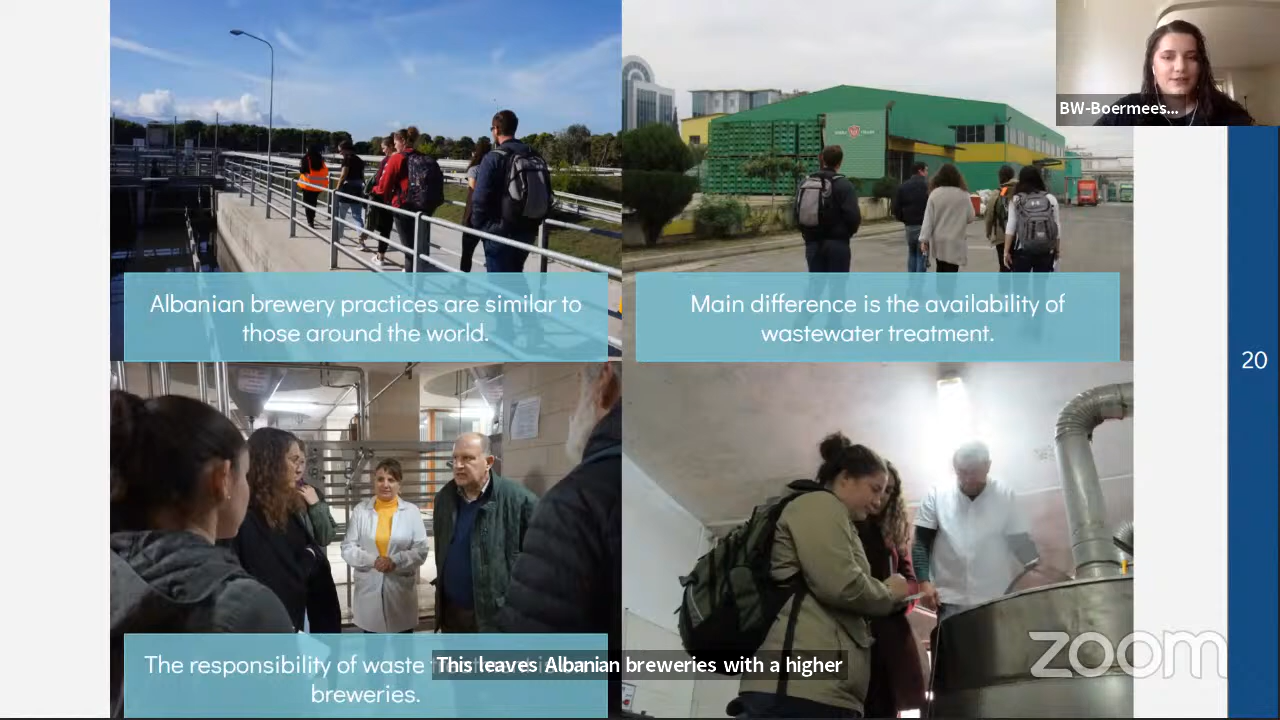 BW-Boermees...
Albanian brewery practices are similar to
those around the world.
Main difference is the availability of
wastewater treatment.
20
The responsibility of waste
breweries.
This leaves Albanian breweries with a higher
zoom